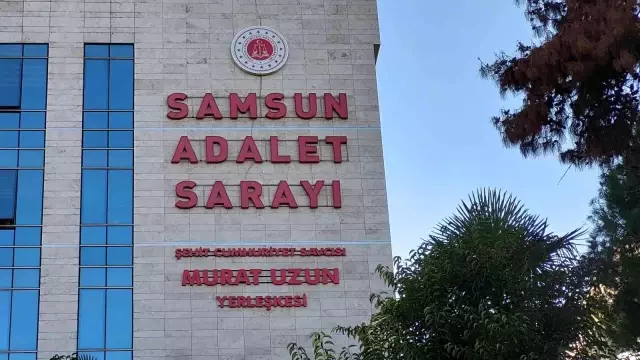 SAMSUN
ADALET
SARAYI
ŞEHİT CUMHURİYET SAVCISI
MURAT UZUN
YERLEŞKESİ